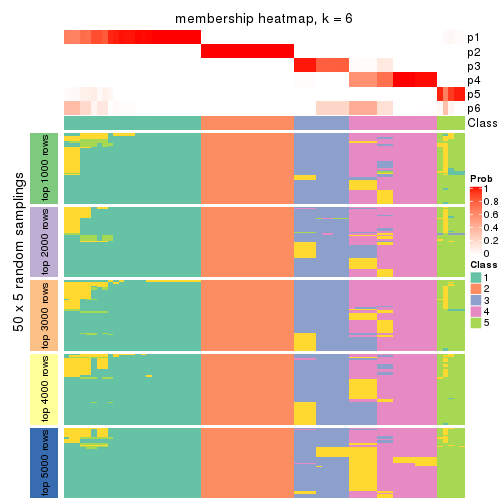 membership heatmap, k = 6
p1
p2
p3
p4
p5
p6
Class
50 x 5 random samplings
top 1000 rows
top 2000 rows
top 3000 rows
top 4000 rows
top 5000 rows
Prob
1
0.8
0.6
0.4
0.2
0
Class
1
2
3
4
5